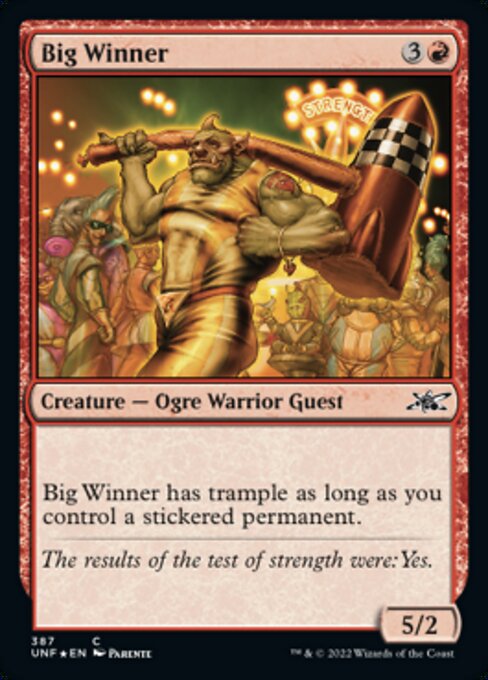 Big Winner 3
STRENGTH
Creature — Ogre Warrior Guest
Big Winner has trample as long as you
control a stickered permanent.
The results of the test of strength were: Yes.
5/2
387 C
UNF★EN PARENTE
™ & © 2022 Wizards of the Coast